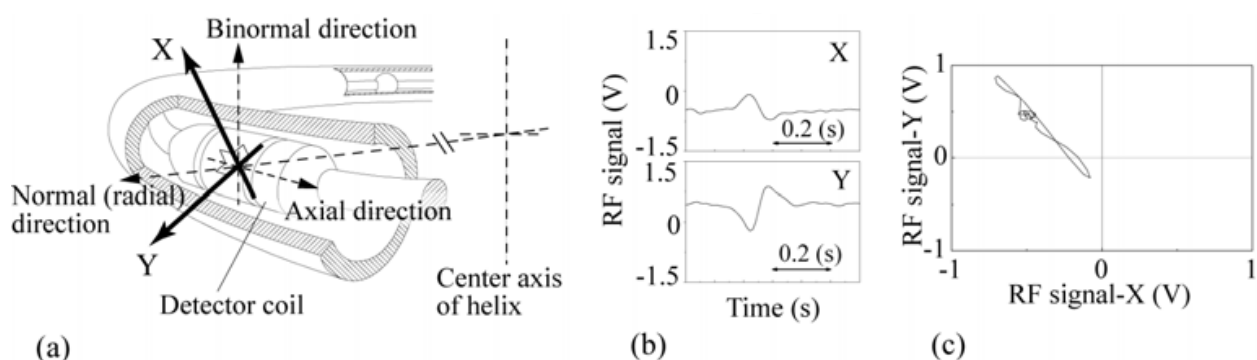 X
Binormal direction
Normal (radial)
direction
Axial direction
Y
Detector coil
Center axis
of helix
(a)
1.5
X
0
0.2 (s)
-1.5
1.5
Y
0
0.2 (s)
-1.5
RF signal (V)
Time (s)
(b)
1
0
-1
-1
0
1
RF signal-Y (V)
RF signal-X (V)
(c)